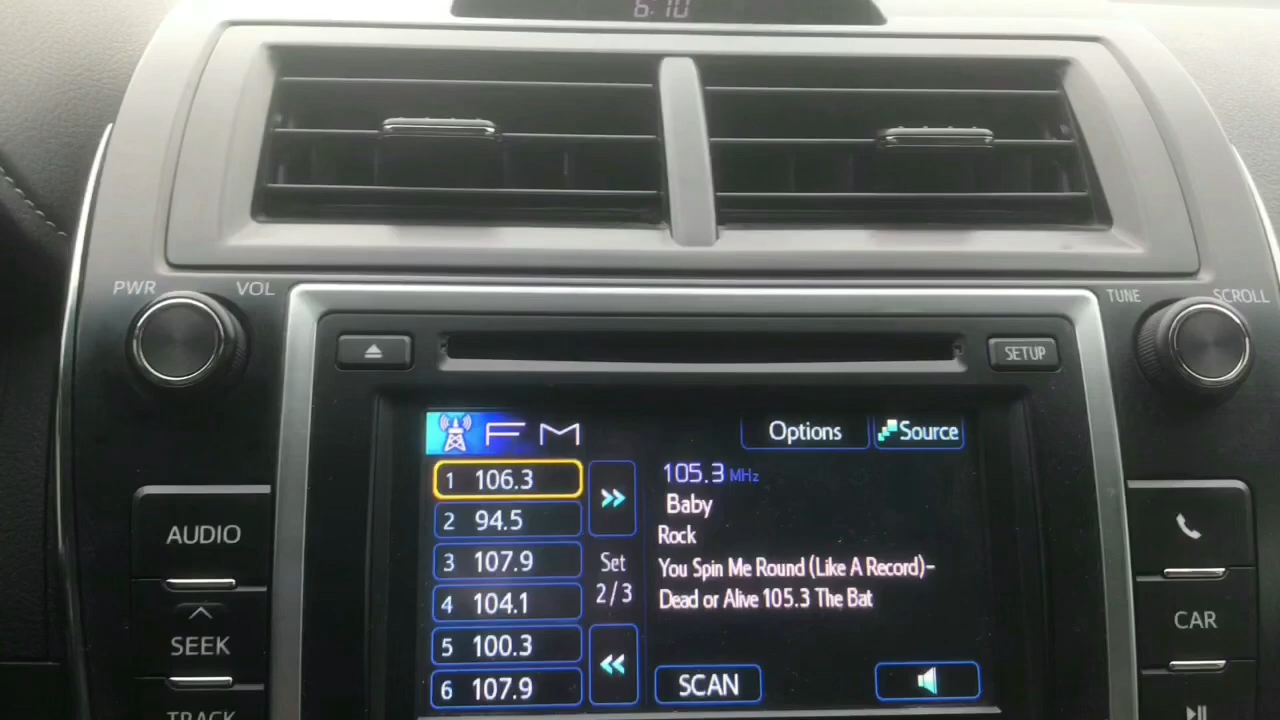 6:10
PWR VOL
TUNE SCROLL
SETUP
FM
Options Source
1 106.3
2 94.5
3 107.9
4 104.1
5 100.3
6 107.9
Set
2/3
105.3 MHz
Baby
Rock
You Spin Me Round (Like A Record)-
Dead or Alive 105.3 The Bat
SCAN
AUDIO
SEEK
TRACK
CAR